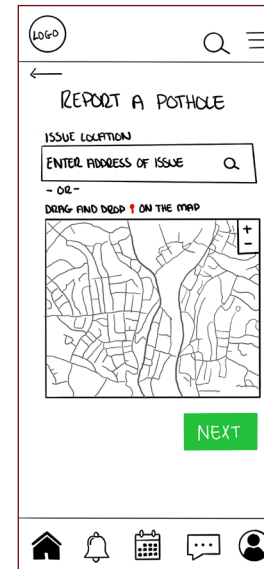 LOGO
REPORT A POTHOLE
ISSUE LOCATION
ENTER ADDRESS OF ISSUE
- OR -
DRAG AND DROP ON THE MAP
+
-
NEXT